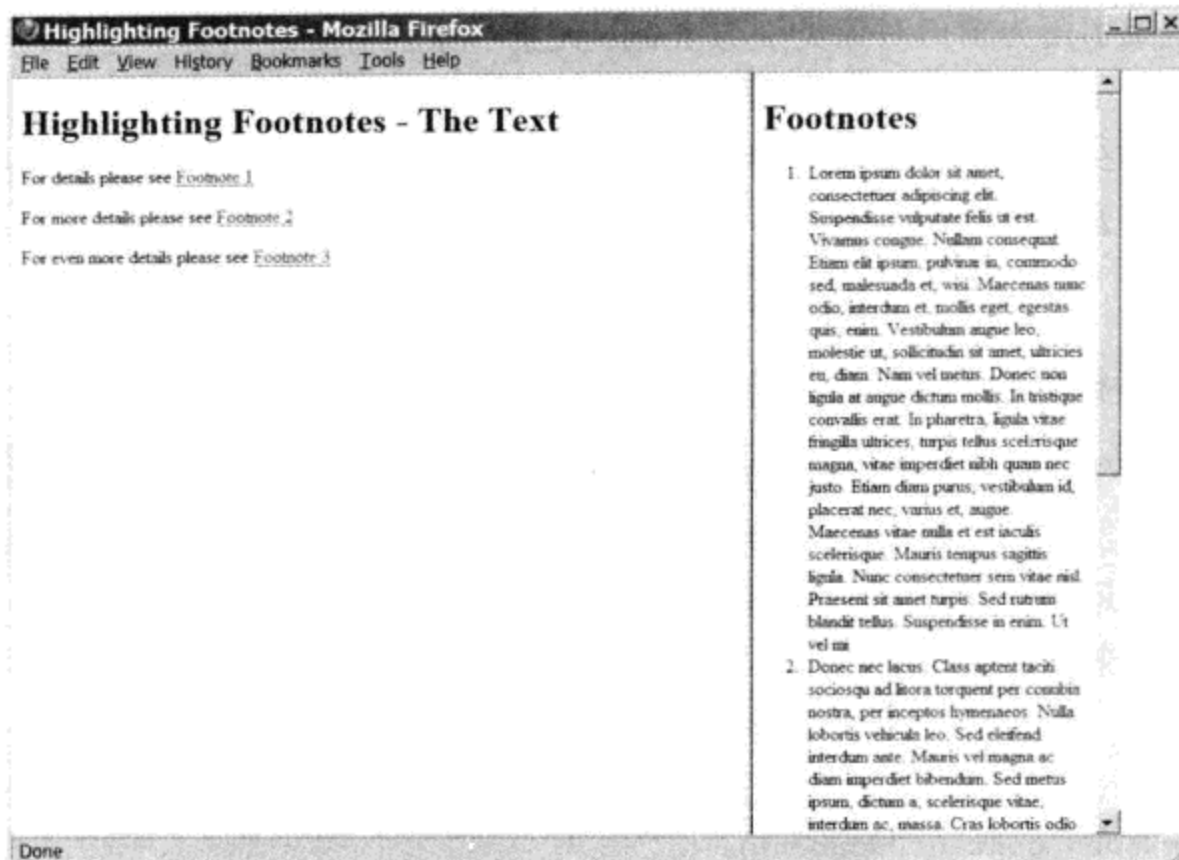 Highlighting Footnotes - Mozilla Firefox
File Edit View History Bookmarks Tools Help
Highlighting Footnotes - The Text
For details please see Footnote 1
For more details please see Footnote 2
For even more details please see Footnote 3
Footnotes
1. Lorem ipsum dolor sit amet,
consectetuer adipiscing elit.
Suspendisse vulputate felis ut est.
Vivamus congue. Nullam consequat.
Etiam elit ipsum, pulvinar in, commodo
sed, malesuada et, wisi. Maecenas nunc
odio, interdum et, mollis eget, egestas
quis, enim. Vestibulum augue leo,
molestie ut, sollicitudin sit amet, ultricies
eu, diam. Nam vel metus. Donec non
ligula at augue dictum mollis. In tristique
convallis erat. In pharetra, ligula vitae
fringilla ultrices, turpis tellus scelerisque
magna, vitae imperdiet nibh quam nec
justo. Etiam diam purus, vestibulum id,
placerat nec, varius et, augue.
Maecenas vitae nulla et est iaculis
scelerisque. Mauris tempus sagittis
ligula. Nunc consectetuer sem vitae nisl.
Praesent sit amet turpis. Sed rutrum
blandit tellus. Suspendisse in enim. Ut
vel mi
2. Donec nec lacus. Class aptent taciti
sociosqu ad litora torquent per conubia
nostra, per inceptos hymenaeos. Nulla
lobortis vehicula leo. Sed eleifend
interdum ante. Mauris vel magna ac
diam imperdiet bibendum. Sed metus
ipsum, dictum a, scelerisque vitae,
interdum ac, massa. Cras lobortis odio
Done